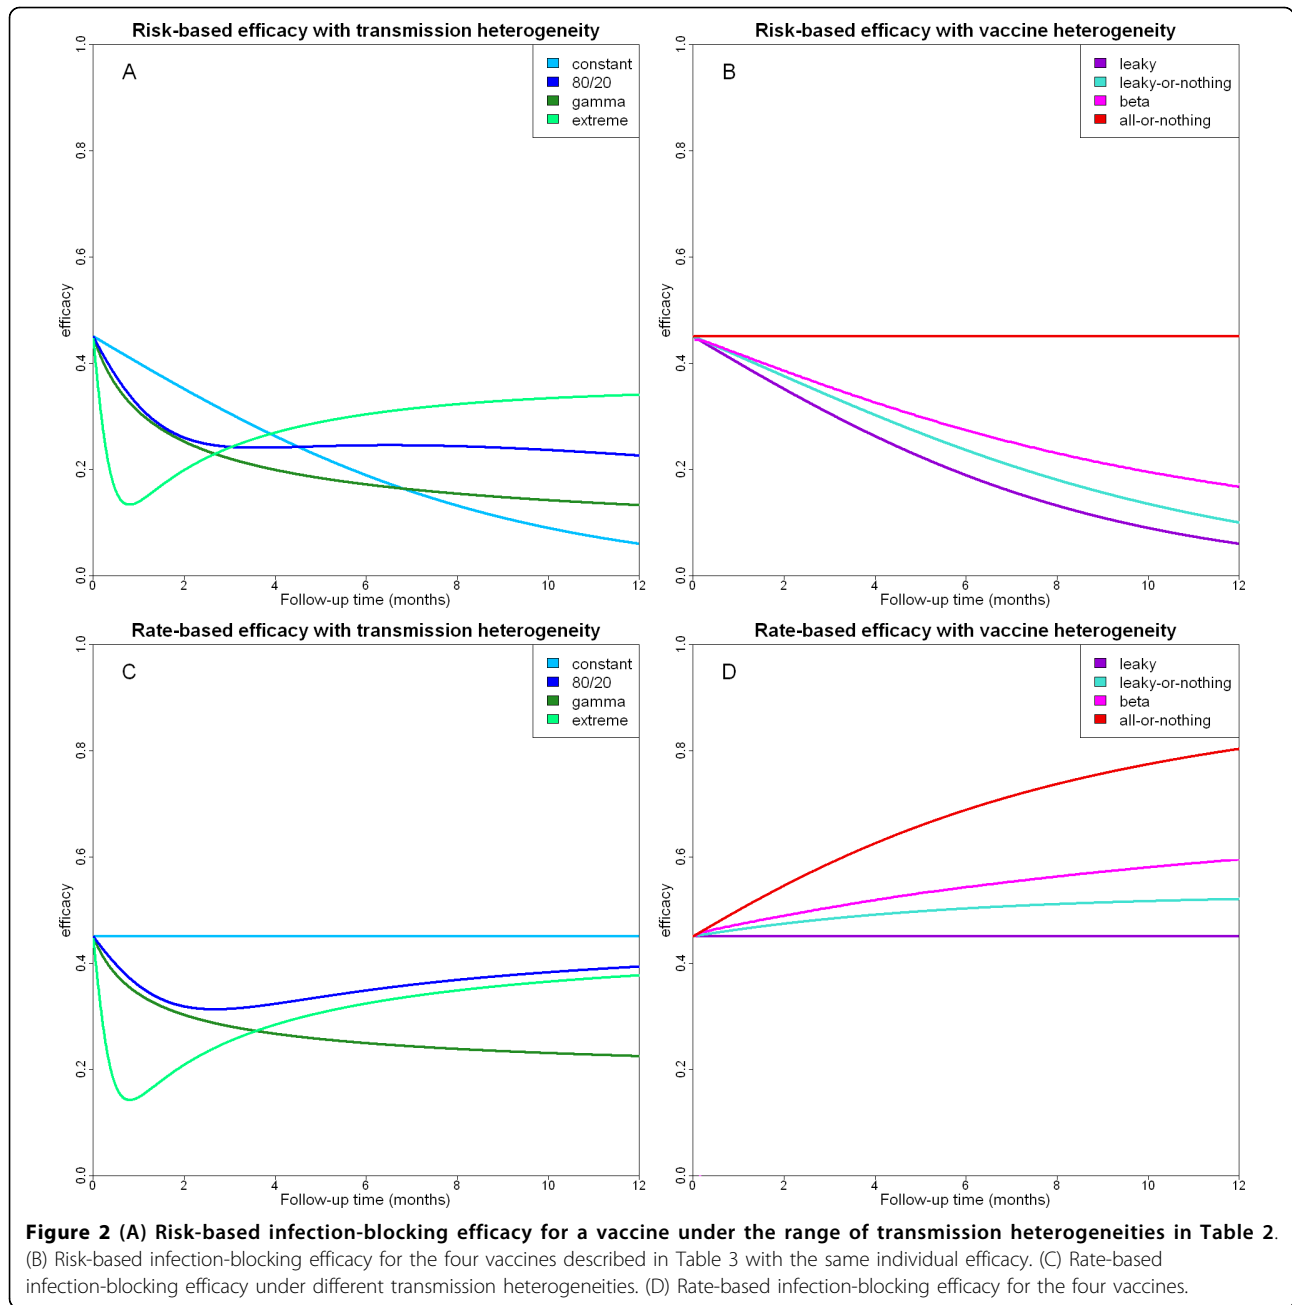 Risk-based efficacy with transmission heterogeneity
A
constant
80/20
gamma
extreme
efficacy
0.0 0.2 0.4 0.6 0.8 1.0
0 2 4 6 8 10 12
Follow-up time (months)
Risk-based efficacy with vaccine heterogeneity
B
leaky
leaky-or-nothing
beta
all-or-nothing
efficacy
0.0 0.2 0.4 0.6 0.8 1.0
0 2 4 6 8 10 12
Follow-up time (months)
Rate-based efficacy with transmission heterogeneity
C
constant
80/20
gamma
extreme
efficacy
0.0 0.2 0.4 0.6 0.8 1.0
0 2 4 6 8 10 12
Follow-up time (months)
Rate-based efficacy with vaccine heterogeneity
D
leaky
leaky-or-nothing
beta
all-or-nothing
efficacy
0.0 0.2 0.4 0.6 0.8 1.0
0 2 4 6 8 10 12
Follow-up time (months)
Figure 2 (A) Risk-based infection-blocking efficacy for a vaccine under the range of transmission heterogeneities in Table 2.
(B) Risk-based infection-blocking efficacy for the four vaccines described in Table 3 with the same individual efficacy. (C) Rate-based
infection-blocking efficacy under different transmission heterogeneities. (D) Rate-based infection-blocking efficacy for the four vaccines.